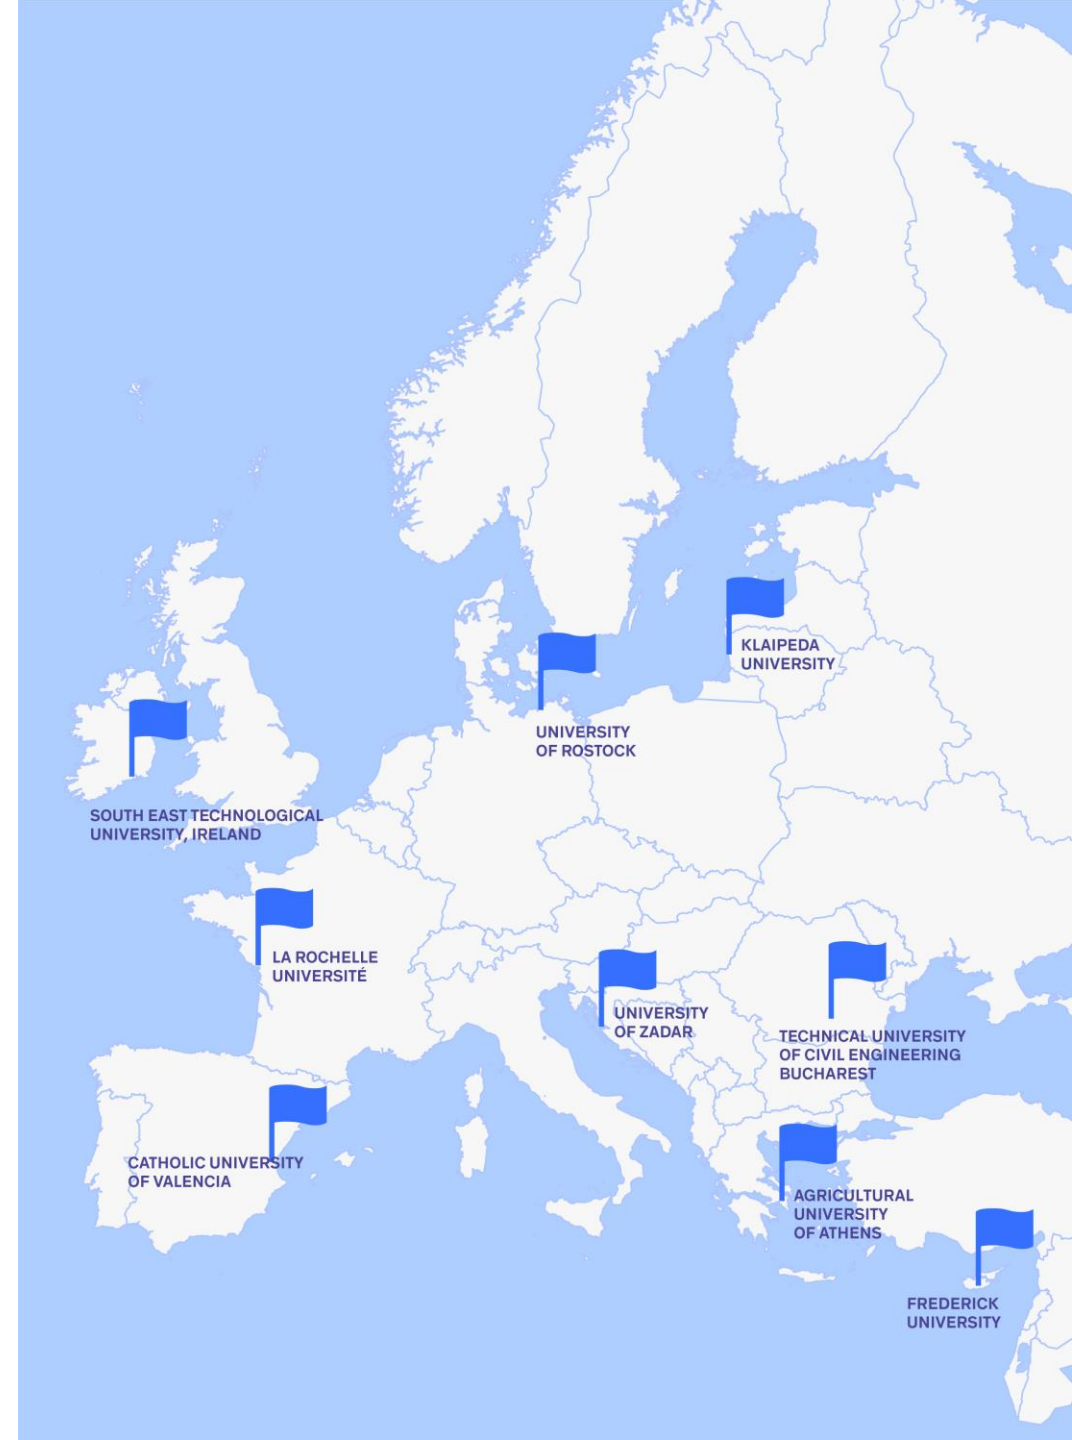 KLAIPEDA
UNIVERSITY
UNIVERSITY
OF ROSTOCK
SOUTH EAST TECHNOLOGICAL
UNIVERSITY, IRELAND
LA ROCHELLE
UNIVERSITÉ
UNIVERSITY
OF ZADAR
TECHNICAL UNIVERSITY
OF CIVIL ENGINEERING
BUCHAREST
CATHOLIC UNIVERSITY
OF VALENCIA
AGRICULTURAL
UNIVERSITY
OF ATHENS
FREDERICK
UNIVERSITY